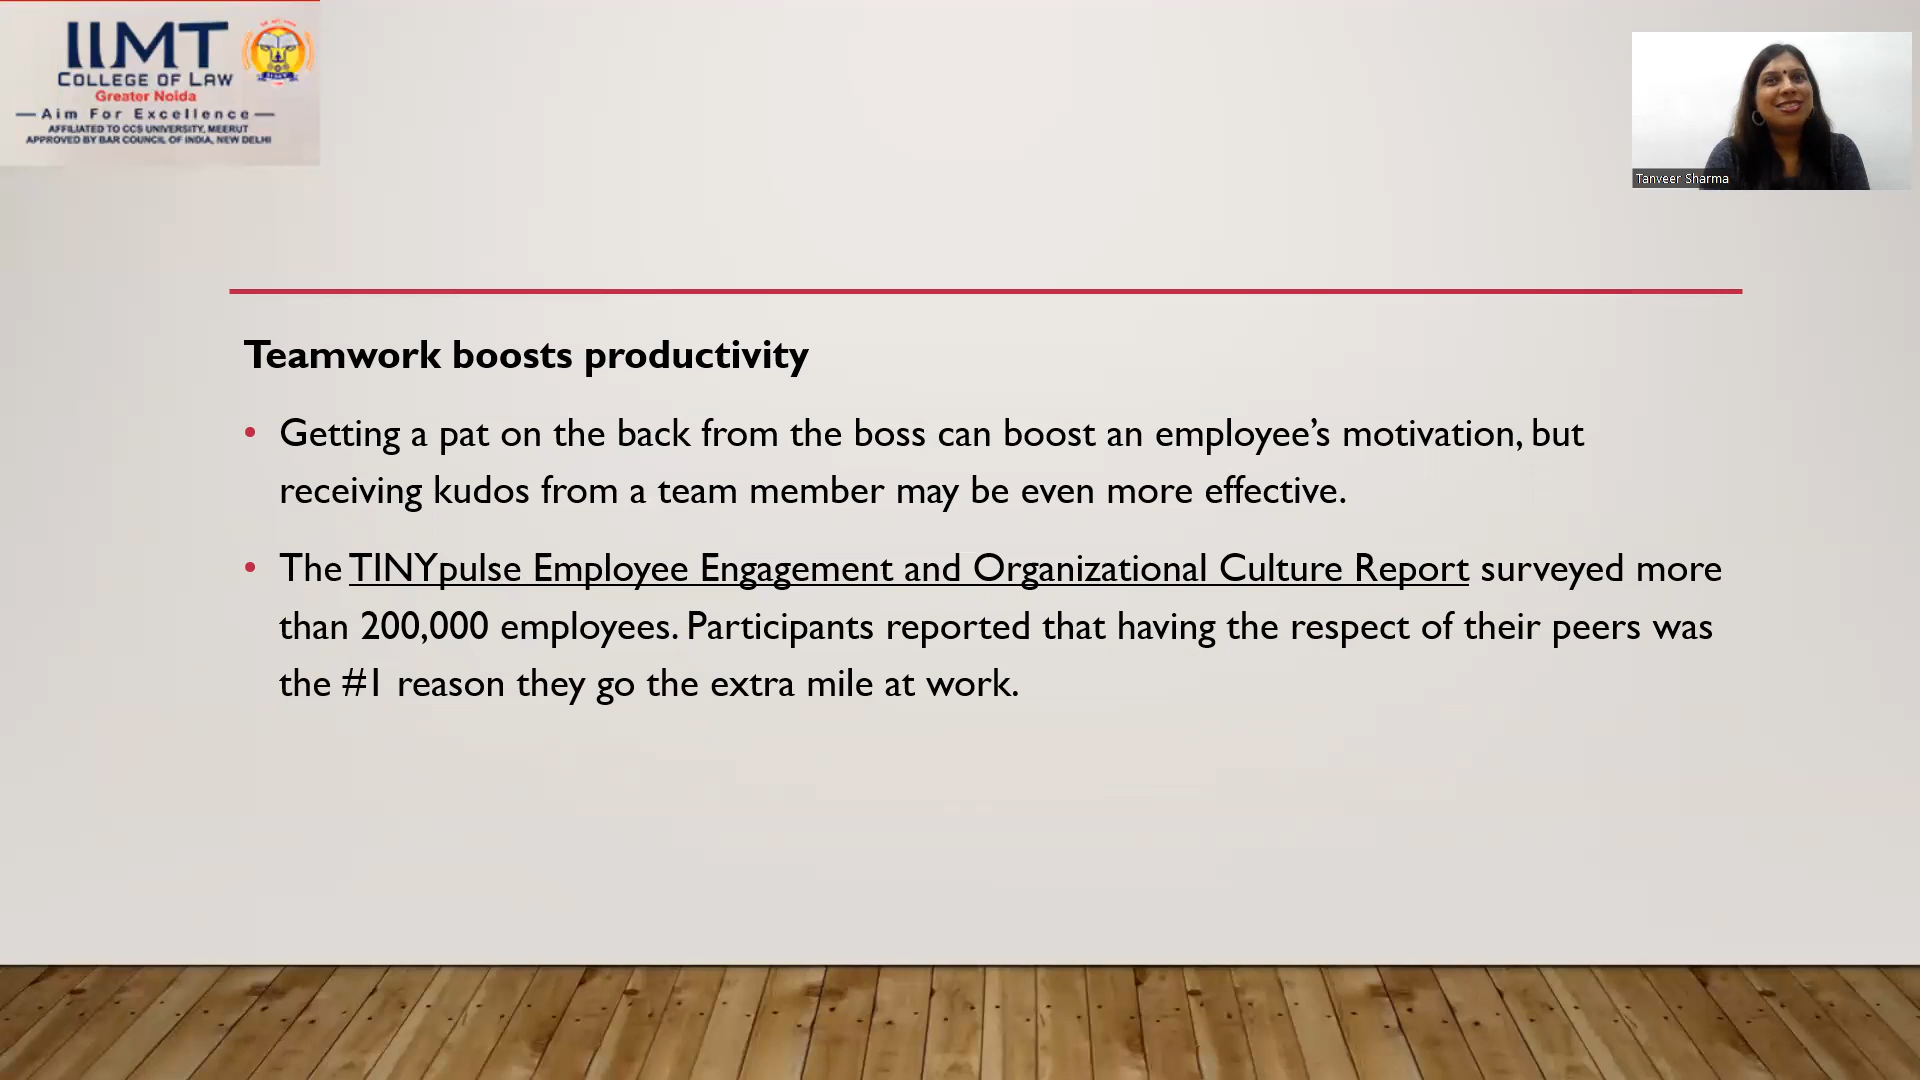 IIMT
COLLEGE OF LAW
Greater Noida
Aim For Excellence
AFFILIATED TO CCS UNIVERSITY, MEERUT
APPROVED BY BAR COUNCIL OF INDIA, NEW DELHI
Tanveer Sharma
Teamwork boosts productivity
• Getting a pat on the back from the boss can boost an employee’s motivation, but
receiving kudos from a team member may be even more effective.
• The TINYpulse Employee Engagement and Organizational Culture Report surveyed more
than 200,000 employees. Participants reported that having the respect of their peers was
the #1 reason they go the extra mile at work.